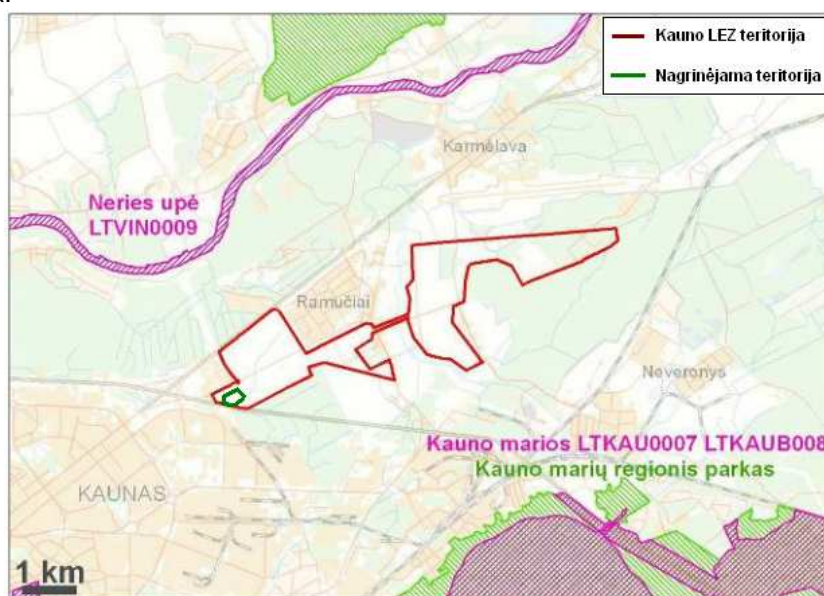 Kauno LEZ teritorija
Nagrinėjama teritorija
Karmėlava
Neries upė
LTVIN0009
Ramučiai
Neveronys
Kauno marios LTKAU0007 LTKAUB008
Kauno marių regionis parkas
KAUNAS
1 km